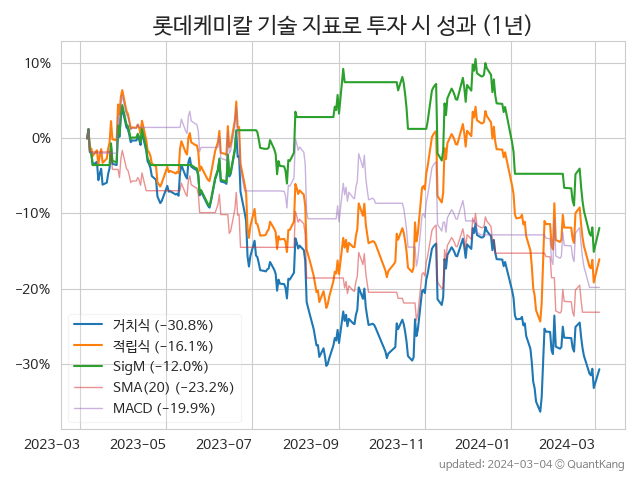 롯데케미칼 기술 지표로 투자 시 성과 (1년)
10%
0%
−10%
−20%
−30%
거치식 (−30.8%)
적립식 (−16.1%)
SigM (−12.0%)
SMA(20) (−23.2%)
MACD (−19.9%)
2023−03
2023−05
2023−07
2023−09
2023−11
2024−01
2024−03
updated: 2024−03−04 © QuantKang